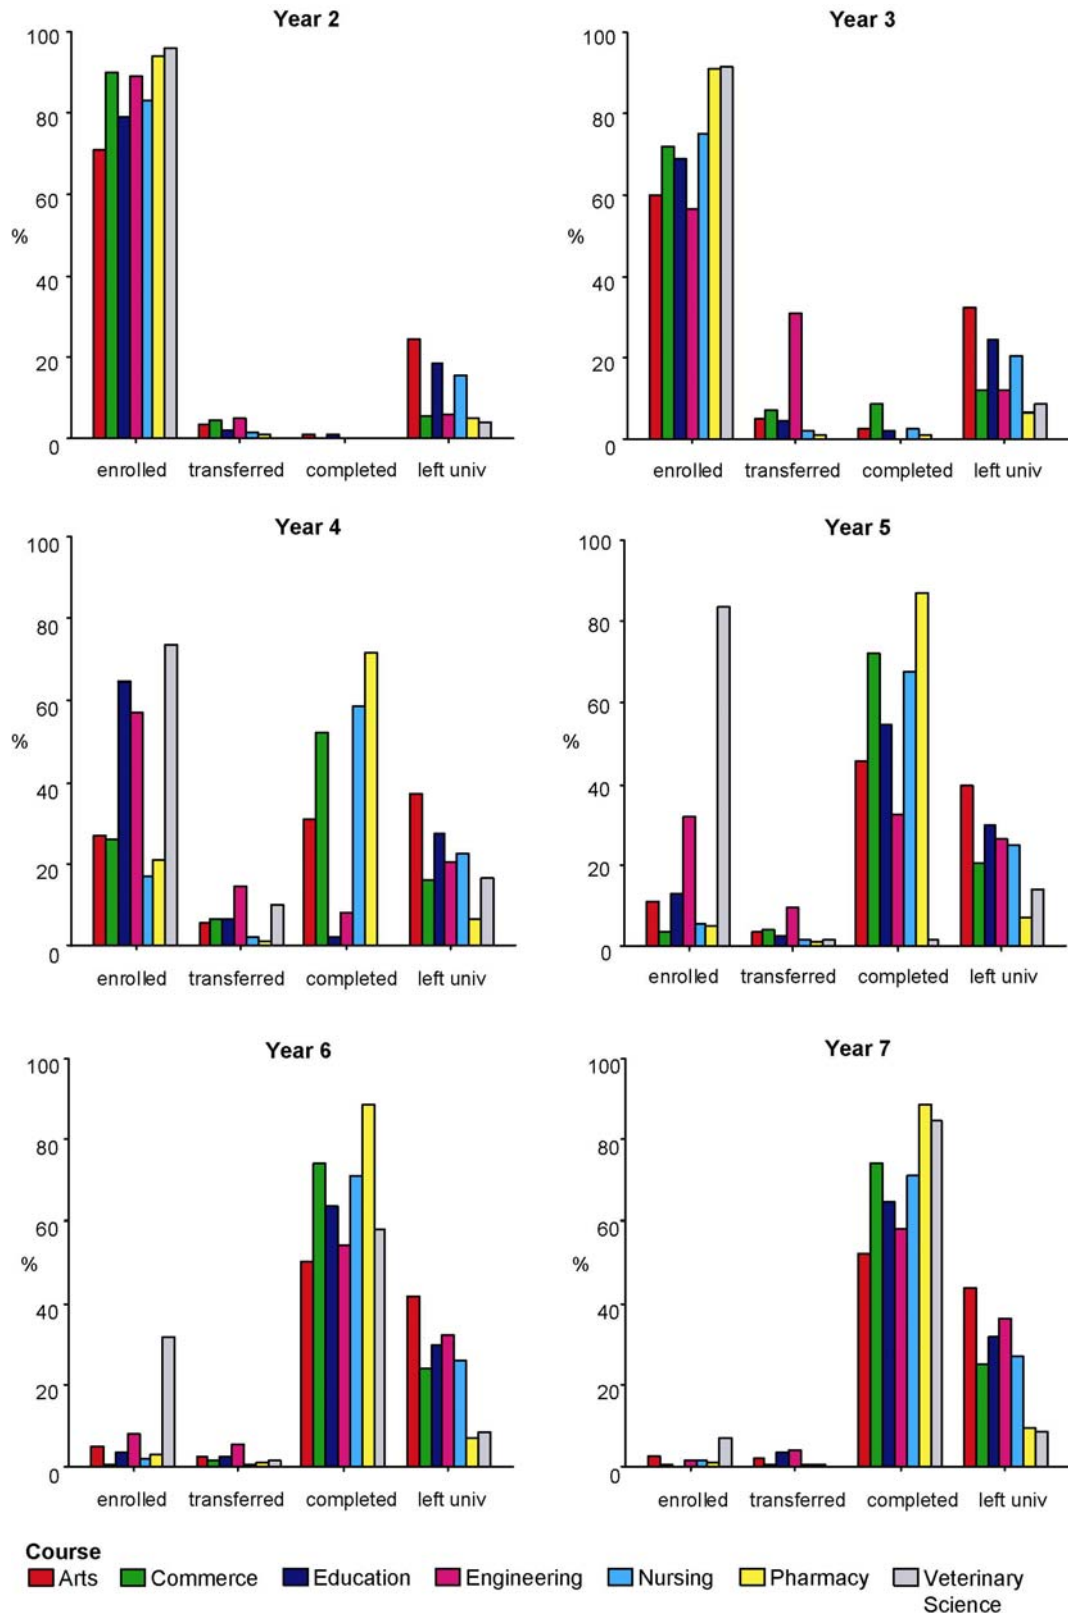 Year 2
100
80
60
%
40
20
0
enrolled transferred completed left univ
Year 3
100
80
60
%
40
20
0
enrolled transferred completed left univ
Year 4
100
80
60
%
40
20
0
enrolled transferred completed left univ
Year 5
100
80
60
%
40
20
0
enrolled transferred completed left univ
Year 6
100
80
60
%
40
20
0
enrolled transferred completed left univ
Year 7
100
80
60
%
40
20
0
enrolled transferred completed left univ
Course
Arts Commerce Education Engineering Nursing Pharmacy Veterinary
Science